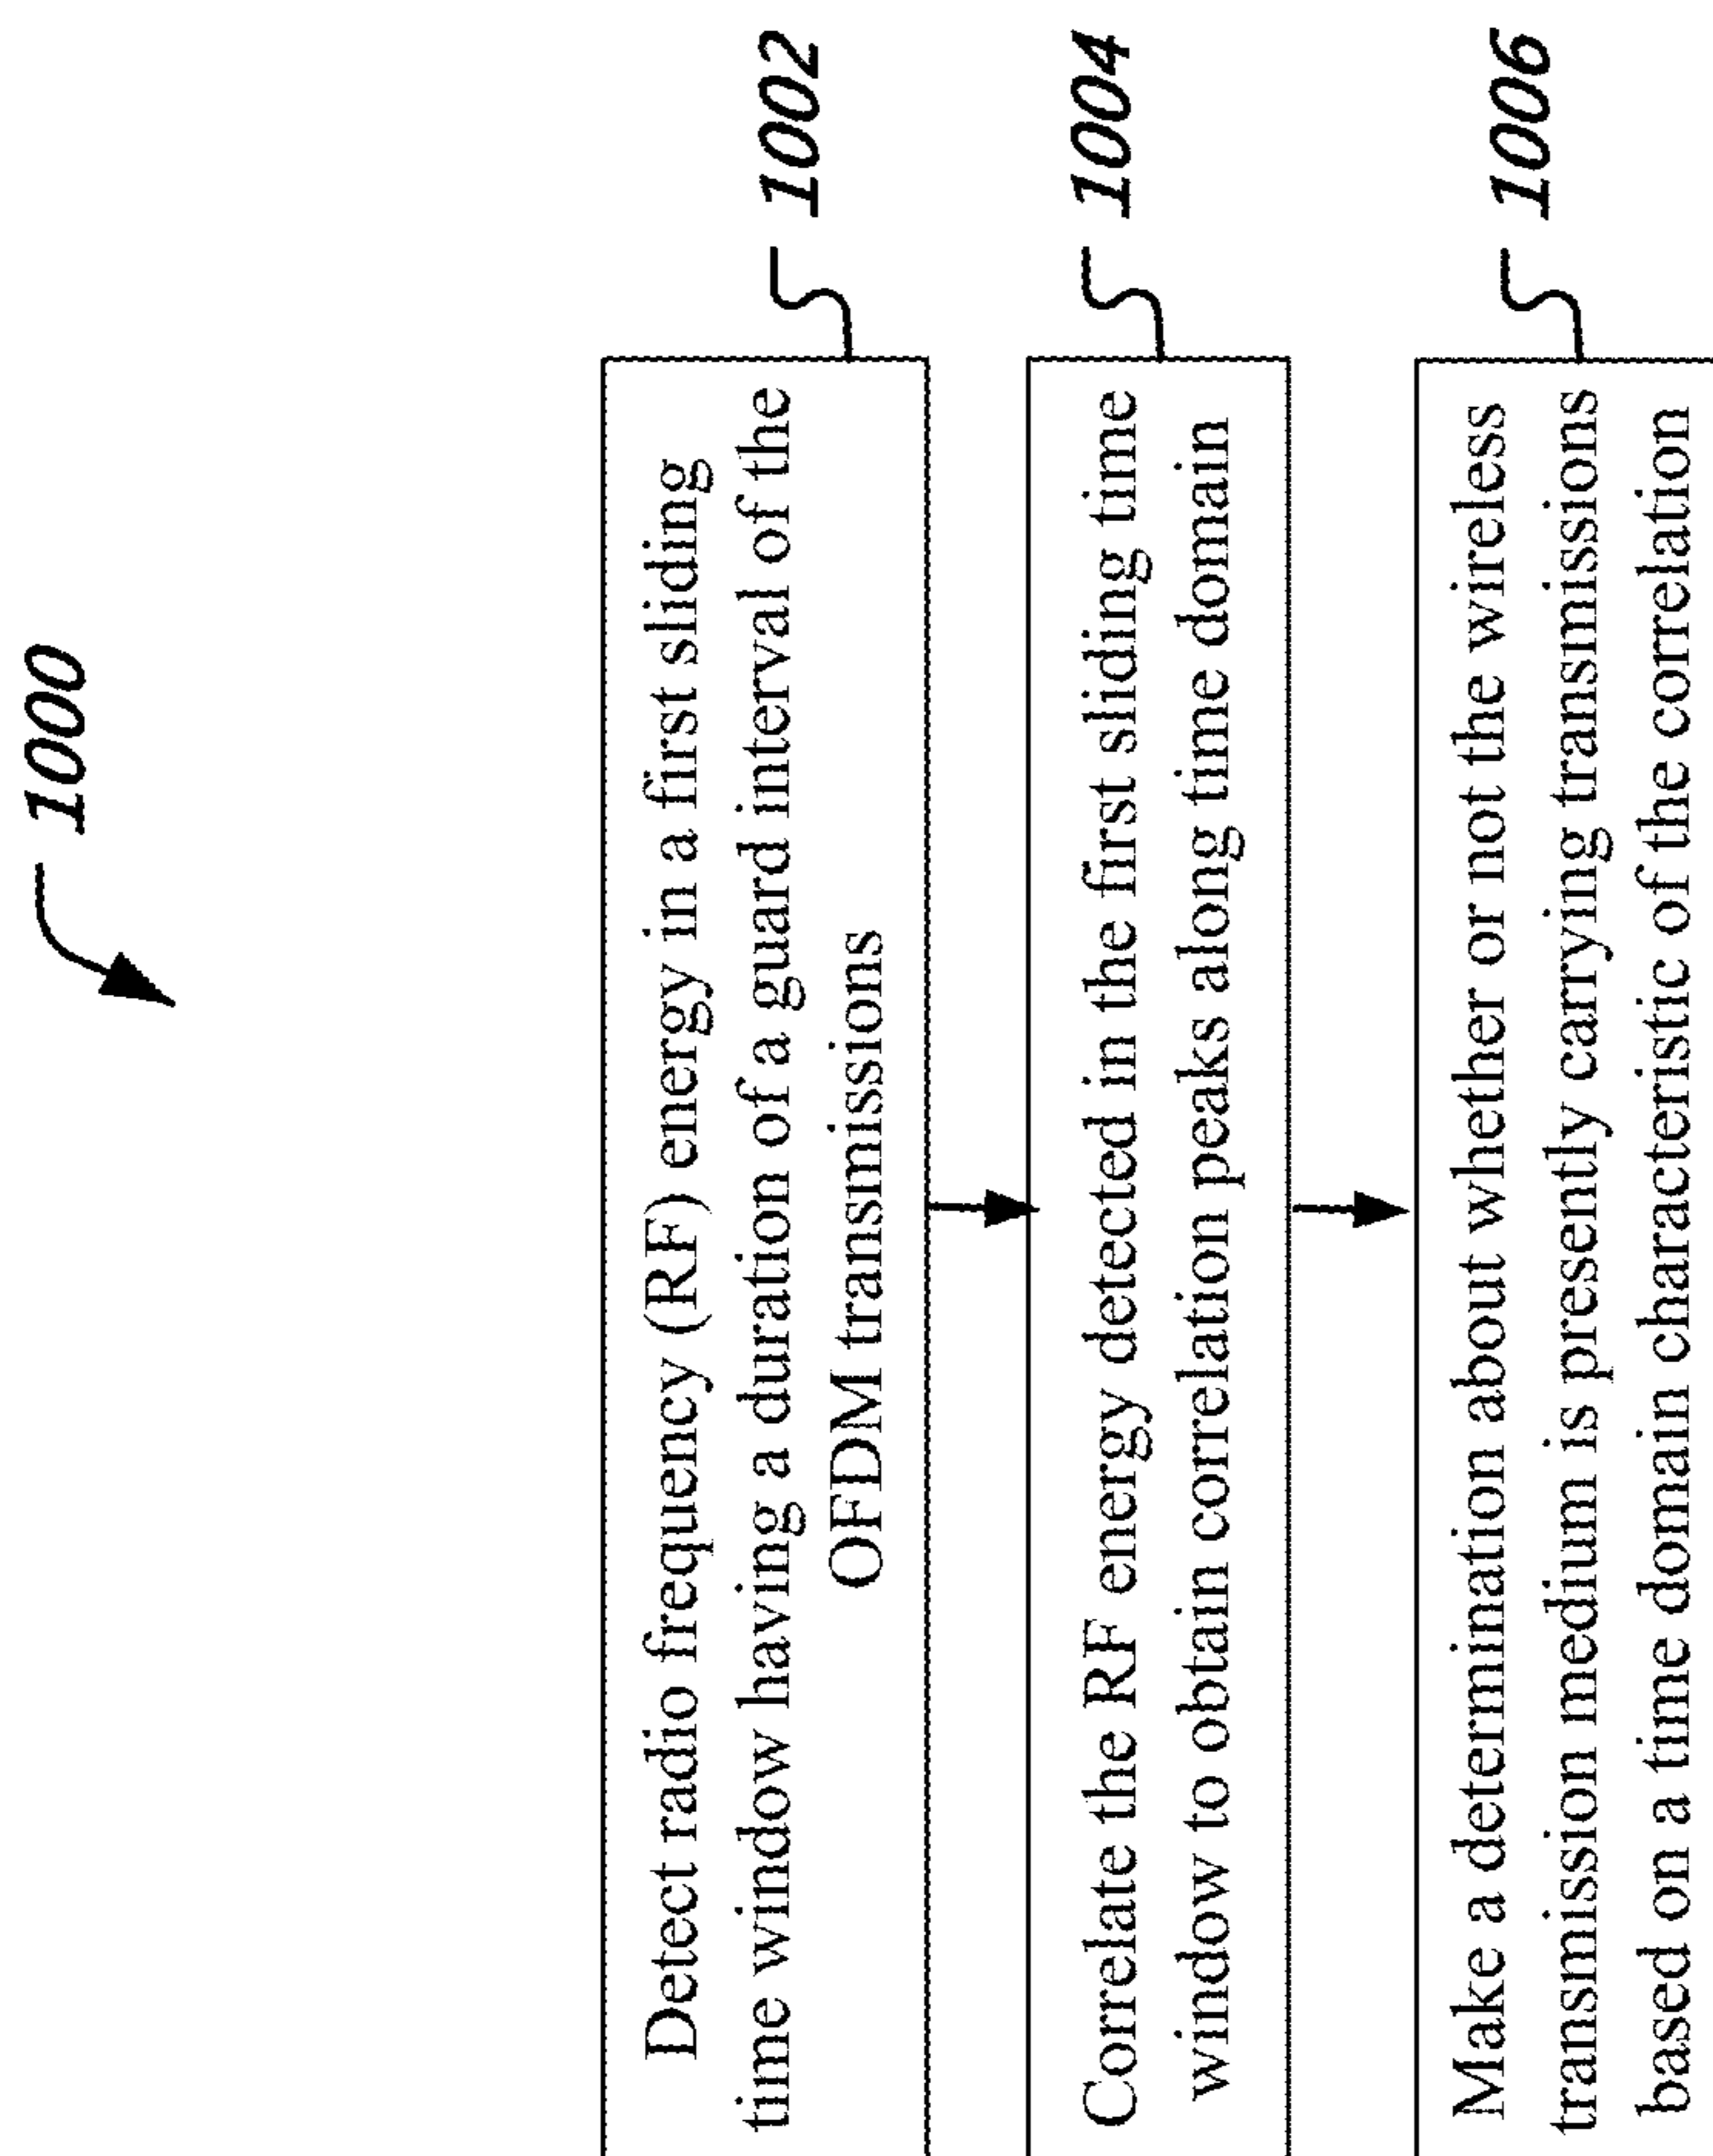 1000
Detect radio frequency (RF) energy in a first sliding
time window having a duration of a guard interval of the
OFDM transmissions
1002
Correlate the RF energy detected in the first sliding time
window to obtain correlation peaks along time domain
1004
Make a determination about whether or not the wireless
transmission medium is presently carrying transmissions
based on a time domain characteristic of the correlation
1006